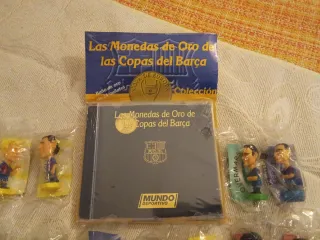 Las Monedas de Oro de
las Copas del Barça
Colección
Las Monedas de Oro de
las Copas del Barça
MUNDO
DEPORTIVO